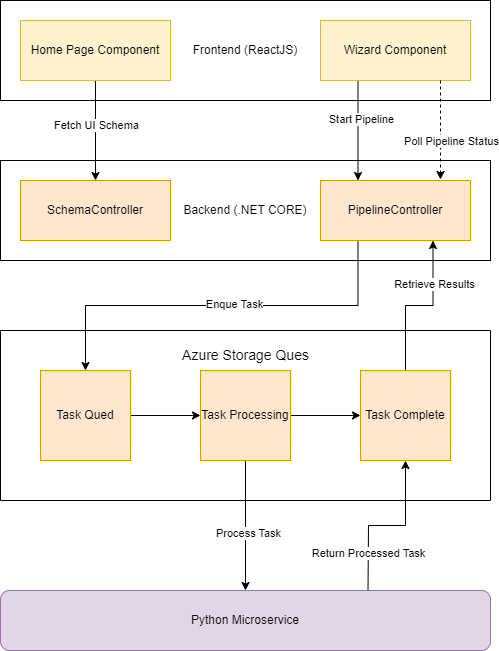 Home Page Component
Frontend (ReactJS)
Wizard Component
Fetch UI Schema
Start Pipeline
Poll Pipeline Status
SchemaController
Backend (.NET CORE)
PipelineController
Retrieve Results
Enque Task
Azure Storage Ques
Task Qued
Task Processing
Task Complete
Process Task
Return Processed Task
Python Microservice